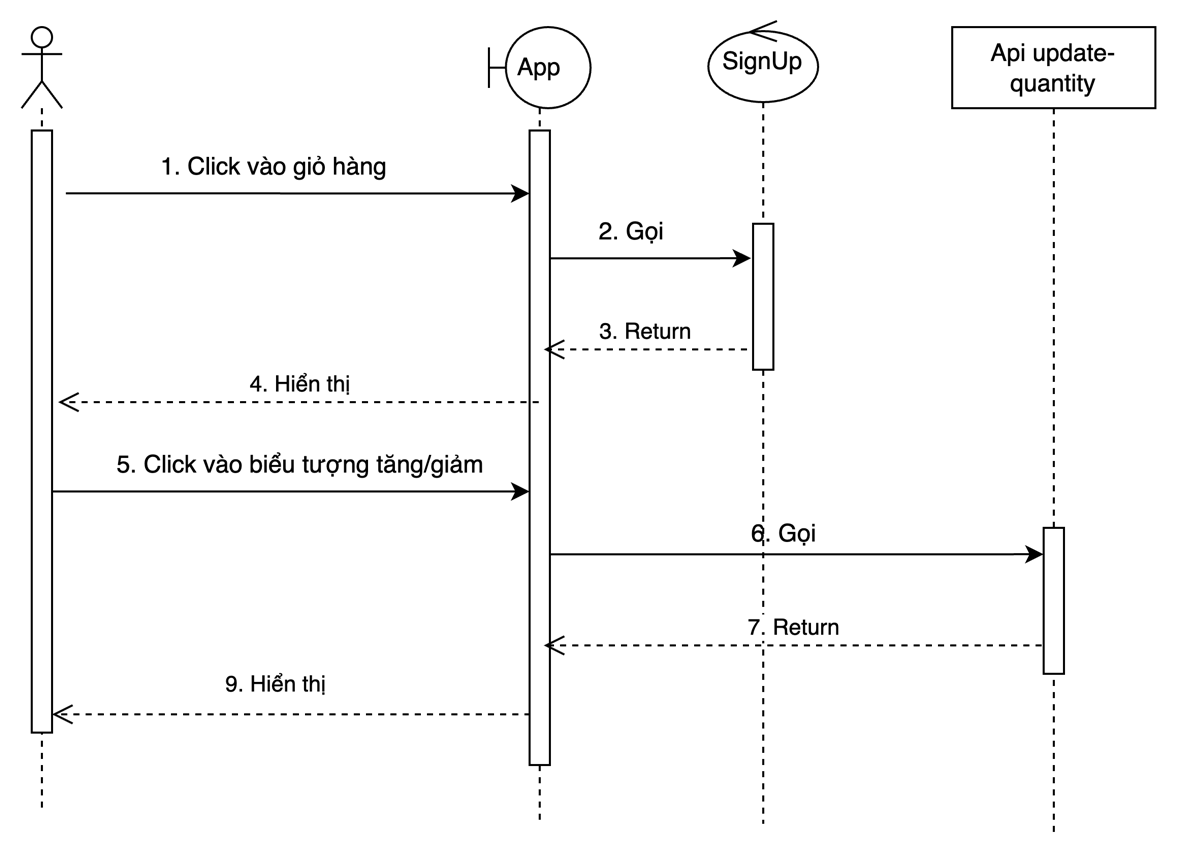 App
SignUp
Api update-
quantity
1. Click vào giỏ hàng
2. Gọi
3. Return
4. Hiển thị
5. Click vào biểu tượng tăng/giảm
6. Gọi
7. Return
9. Hiển thị